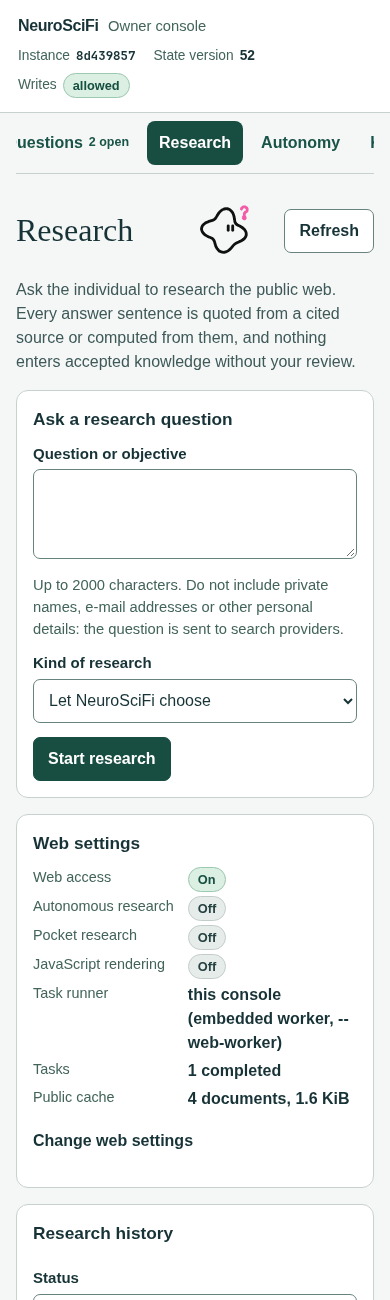 NeuroSciFi Owner console
Instance 8d439857 State version 52
Writes allowed
uestions 2 open Research Autonomy
Research ? Refresh
Ask the individual to research the public web.
Every answer sentence is quoted from a cited
source or computed from them, and nothing
enters accepted knowledge without your review.
Ask a research question
Question or objective
Up to 2000 characters. Do not include private
names, e-mail addresses or other personal
details: the question is sent to search providers.
Kind of research
Let NeuroSciFi choose
Start research
Web settings
Web access On
Autonomous research Off
Pocket research Off
JavaScript rendering Off
Task runner this console
(embedded worker, --
web-worker)
Tasks 1 completed
Public cache 4 documents, 1.6 KiB
Change web settings
Research history
Status